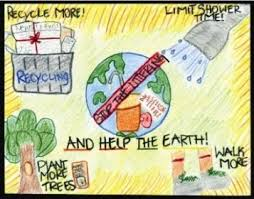 RECYCLE MORE!
LIMIT SHOWER
TIME!
RECYCLING
STOP THE LITTERING
AND HELP THE EARTH!
PLANT
MORE
TREES
WALK
MORE